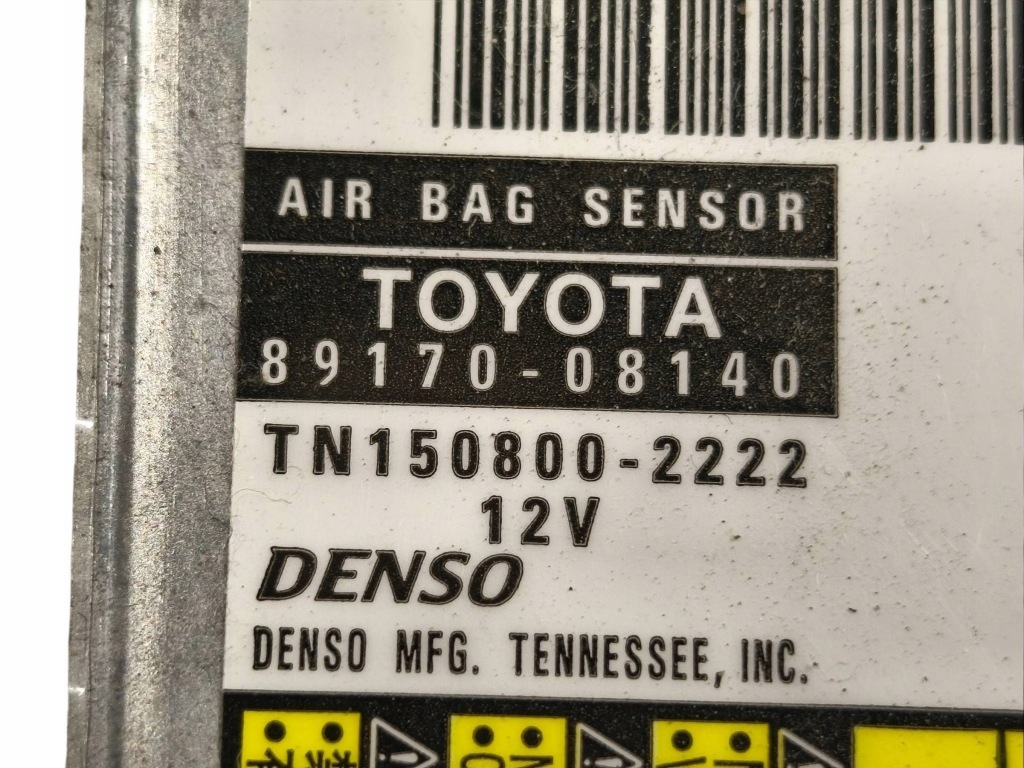 AIR BAG SENSOR
TOYOTA
89170-08140
TN150800-2222
12V
DENSO
DENSO MFG. TENNESSEE, INC.